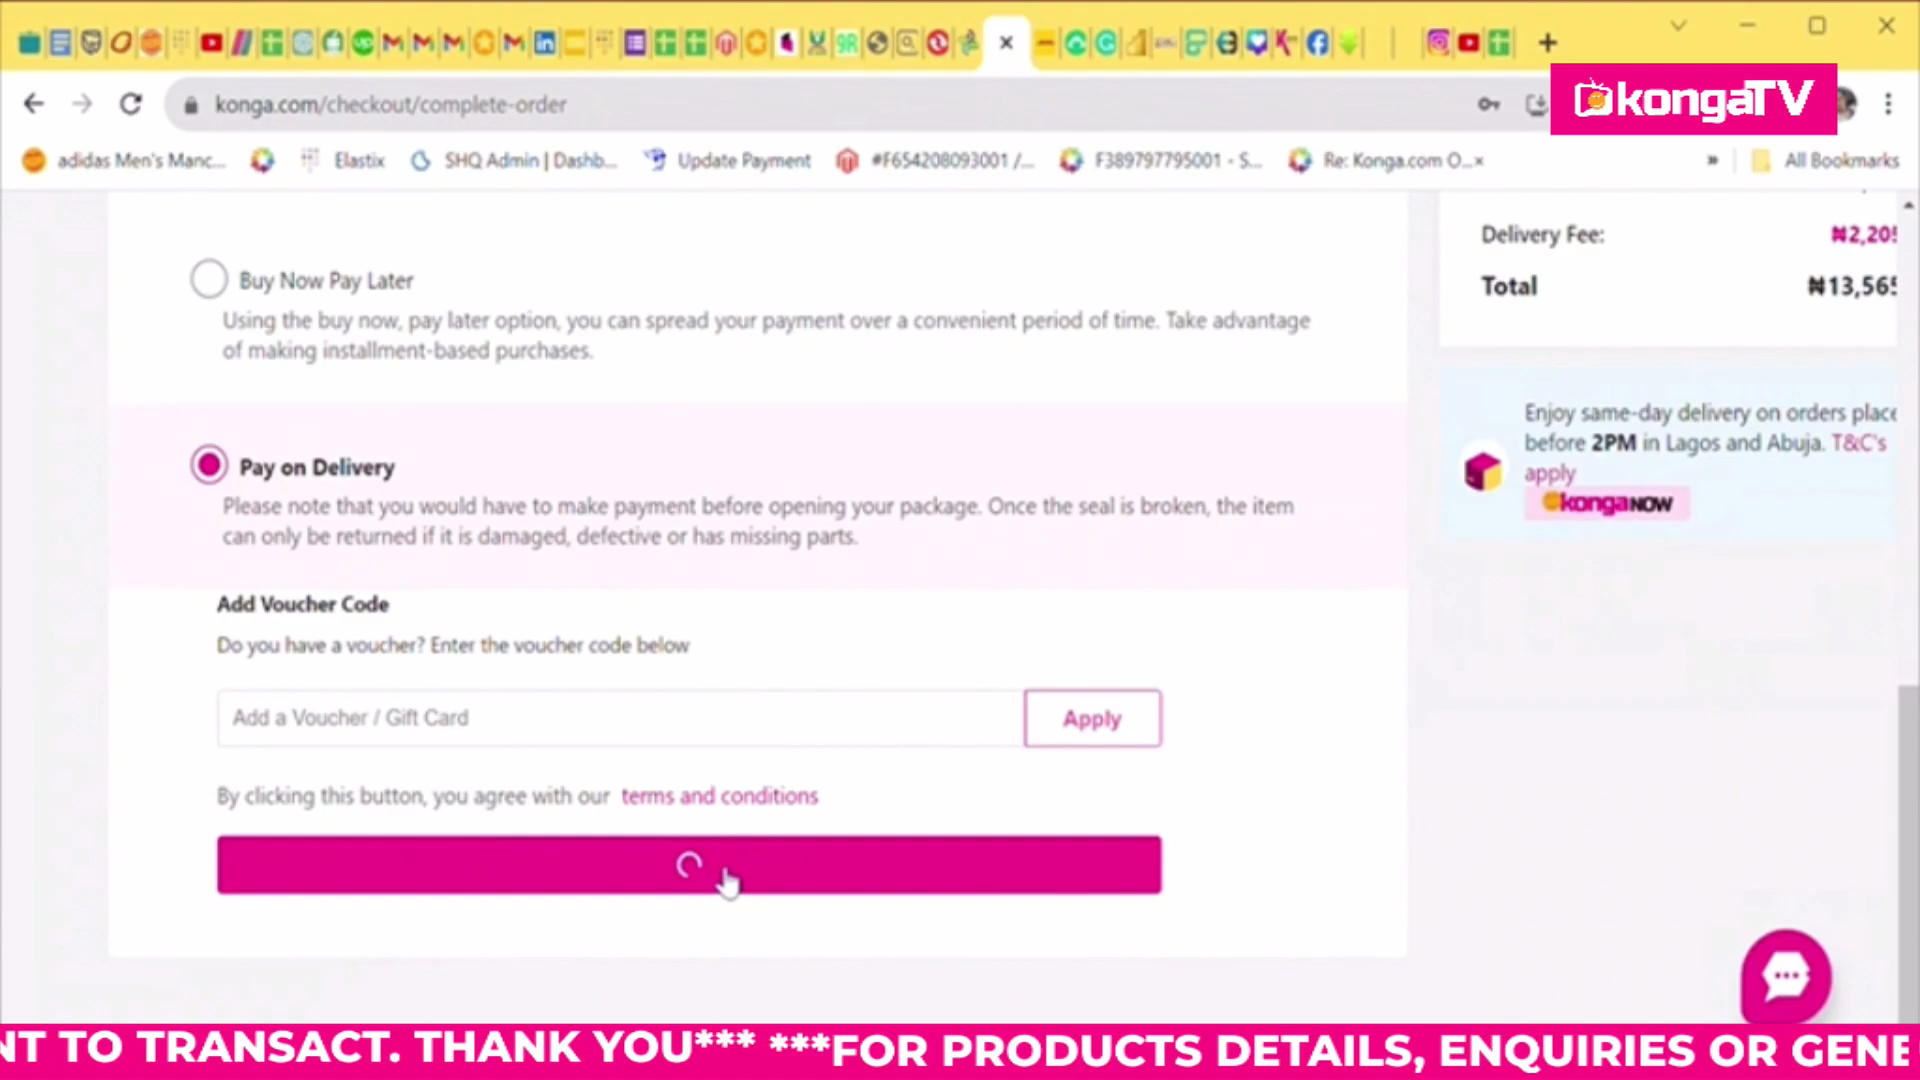 kongaTV
konga.com/checkout/complete-order
adidas Men's Manc...
Elastix
SHQ Admin | Dashb...
Update Payment
#F654208093001 /...
F389797795001 - S...
Re: Konga.com O...×
»
All Bookmarks
Buy Now Pay Later
Using the buy now, pay later option, you can spread your payment over a convenient period of time. Take advantage
of making installment-based purchases.
Pay on Delivery
Please note that you would have to make payment before opening your package. Once the seal is broken, the item
can only be returned if it is damaged, defective or has missing parts.
Add Voucher Code
Do you have a voucher? Enter the voucher code below
Add a Voucher / Gift Card
Apply
By clicking this button, you agree with our terms and conditions
Delivery Fee: ₦2,205
Total ₦13,565
Enjoy same-day delivery on orders place
before 2PM in Lagos and Abuja. T&C's
apply
konga NOW
NT TO TRANSACT. THANK YOU*** ***FOR PRODUCTS DETAILS, ENQUIRIES OR GENE